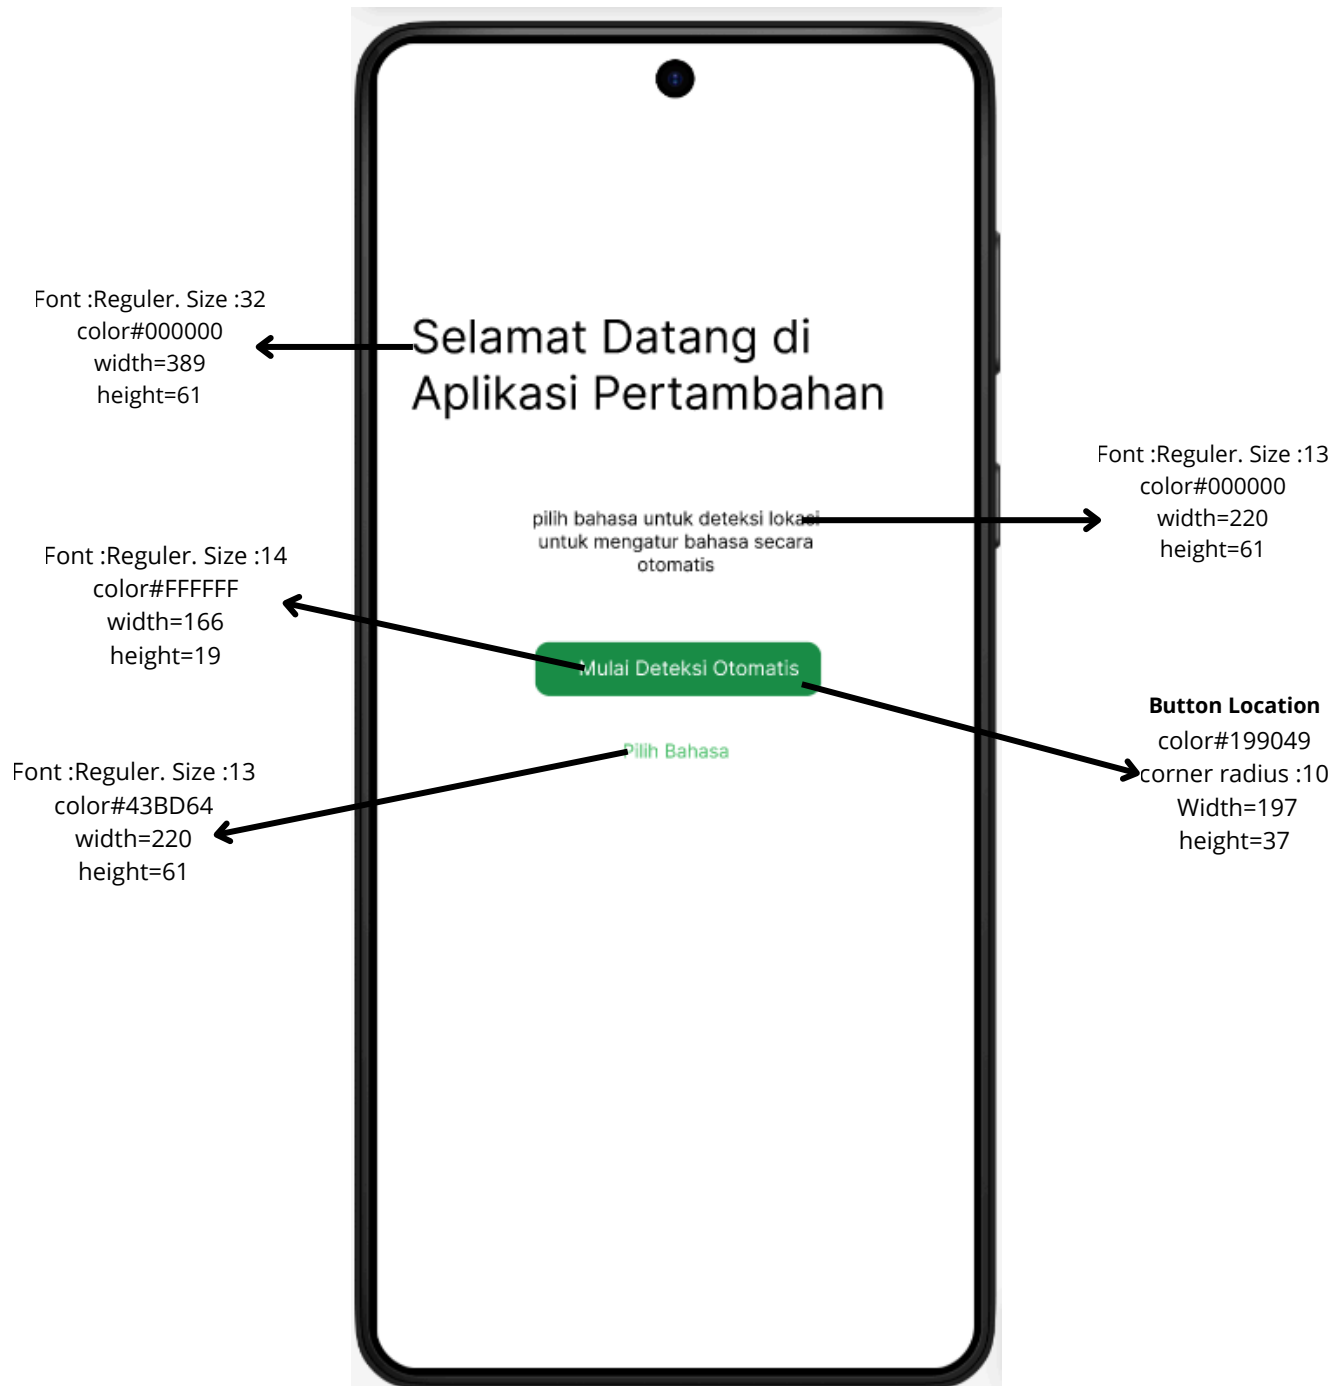 Font :Reguler. Size :32
color#000000
width=389
height=61
Selamat Datang di
Aplikasi Pertambahan
Font :Reguler. Size :13
color#000000
width=220
height=61
pilih bahasa untuk deteksi lokasi
untuk mengatur bahasa secara
otomatis
Font :Reguler. Size :14
color#FFFFFF
width=166
height=19
Mulai Deteksi Otomatis
Button Location
color#199049
corner radius :10
Width=197
height=37
Pilih Bahasa
Font :Reguler. Size :13
color#43BD64
width=220
height=61